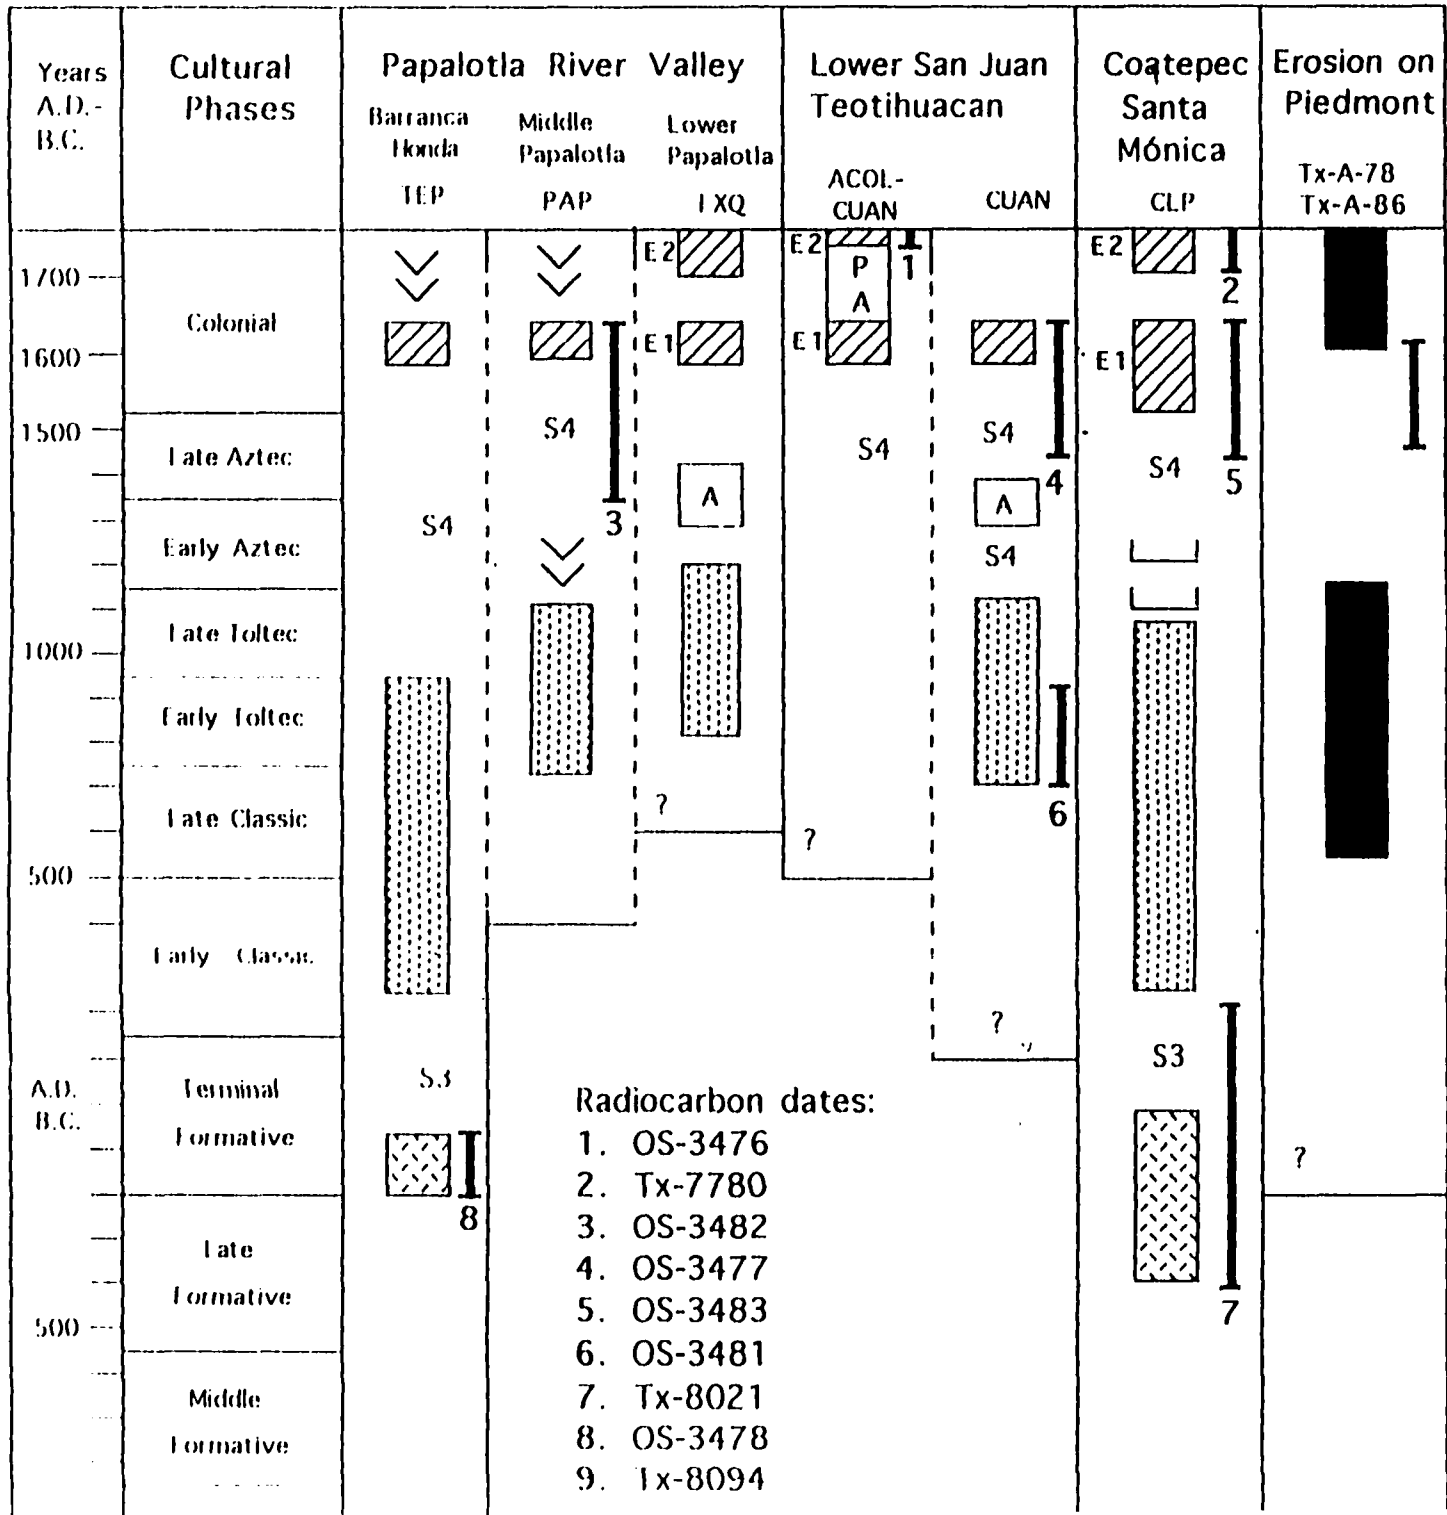 Years
A.D.-
B.C.
Cultural
Phases
Papalotla River Valley
Barranca
Honda
TEP
Middle
Papalotla
PAP
Lower
Papalotla
TXQ
Lower San Juan
Teotihuacan
ACOL-
CUAN
CUAN
Coatepec
Santa
Mónica
CLP
Erosion on
Piedmont
Tx-A-78
Tx-A-86
E2
E2
P
A
1
E2
2
1700
Colonial
E1
E1
E1
1600
1500
S4
S4
S4
S4
Late Aztec
A
A
3
4
5
S4
Early Aztec
S4
Late Toltec
1000
Early Toltec
?
?
6
Late Classic
500
Early Classic
?
S3
S3
A.D.
B.C.
Terminal
Formative
?
8
Late
Formative
7
500
Middle
Formative
Radiocarbon dates:
1. OS-3476
2. Tx-7780
3. OS-3482
4. OS-3477
5. OS-3483
6. OS-3481
7. Tx-8021
8. OS-3478
9. Tx-8094